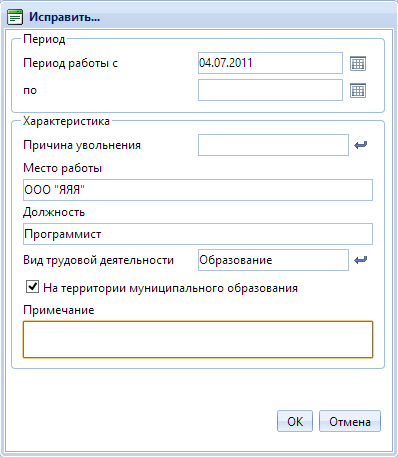 Исправить...
Период
Период работы с 04.07.2011
по
Характеристика
Причина увольнения
Место работы
ООО "ЯЯЯ"
Должность
Программист
Вид трудовой деятельности Образование
На территории муниципального образования
Примечание
ОК Отмена